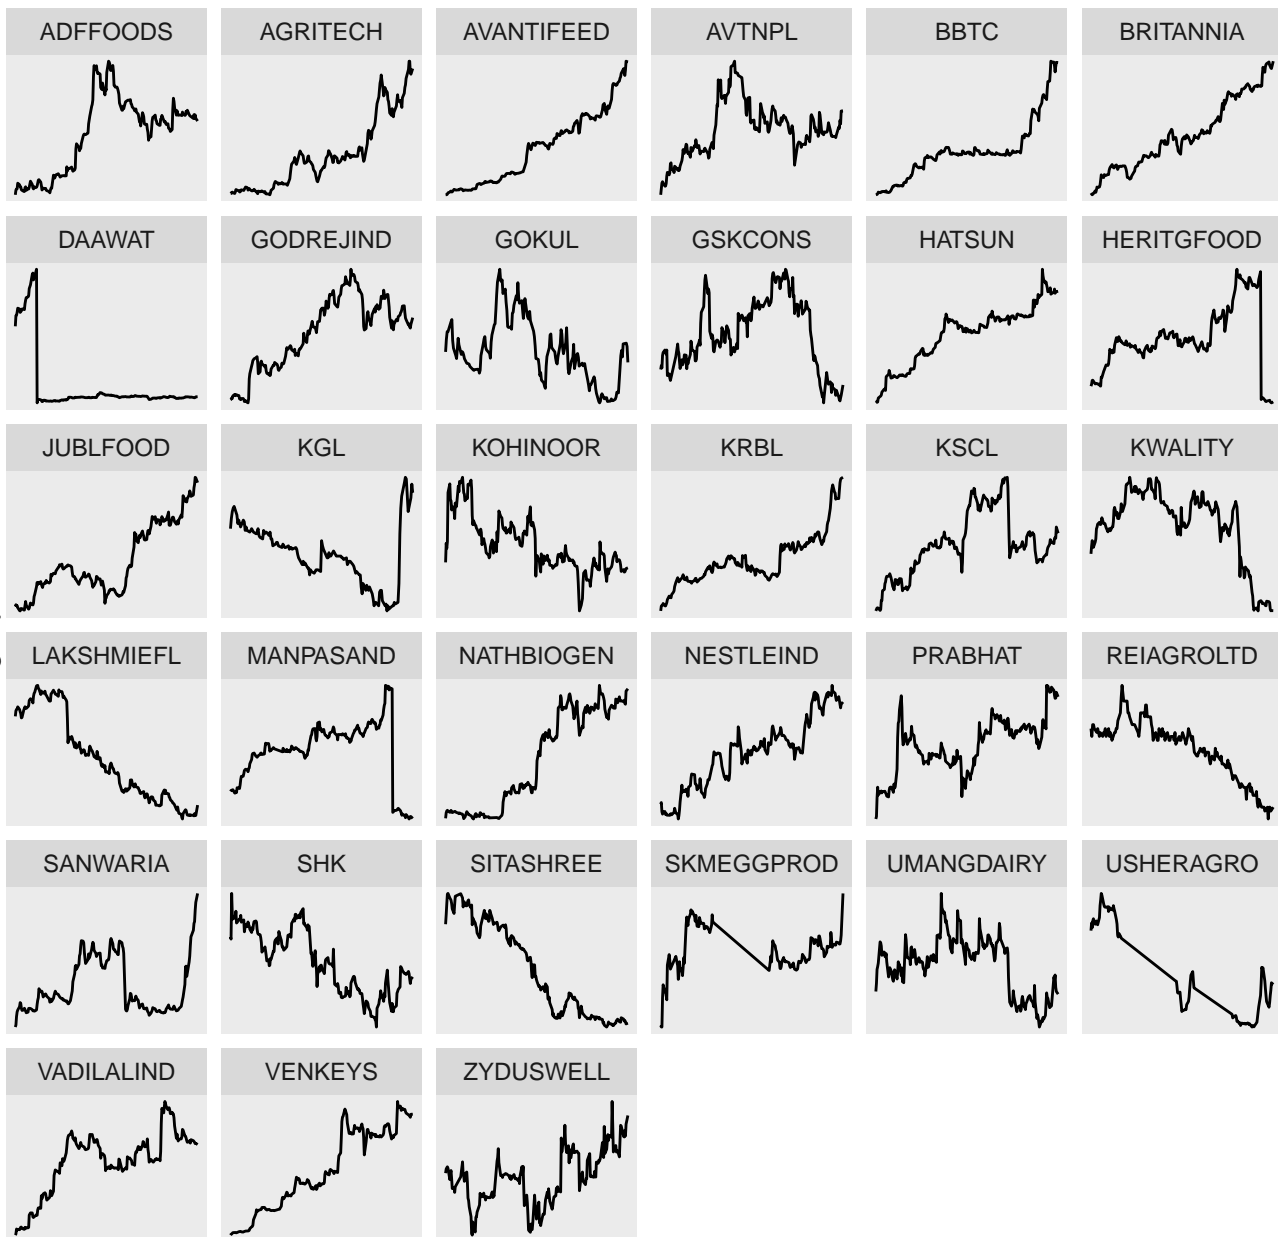 ADFFOODS AGRITECH AVANTIFEED AVTNPL BBTC BRITANNIA
DAAWAT GODREJIND GOKUL GSKCONS HATSUN HERITGFOOD
JUBLFOOD KGL KOHINOOR KRBL KSCL KWALITY
LAKSHMIEFL MANPASAND NATHBIOGEN NESTLEIND PRABHAT REIAGROLTD
SANWARIA SHK SITASHREE SKMEGGPROD UMANGDAIRY USHERAGRO
VADILALIND VENKEYS ZYDUSWELL